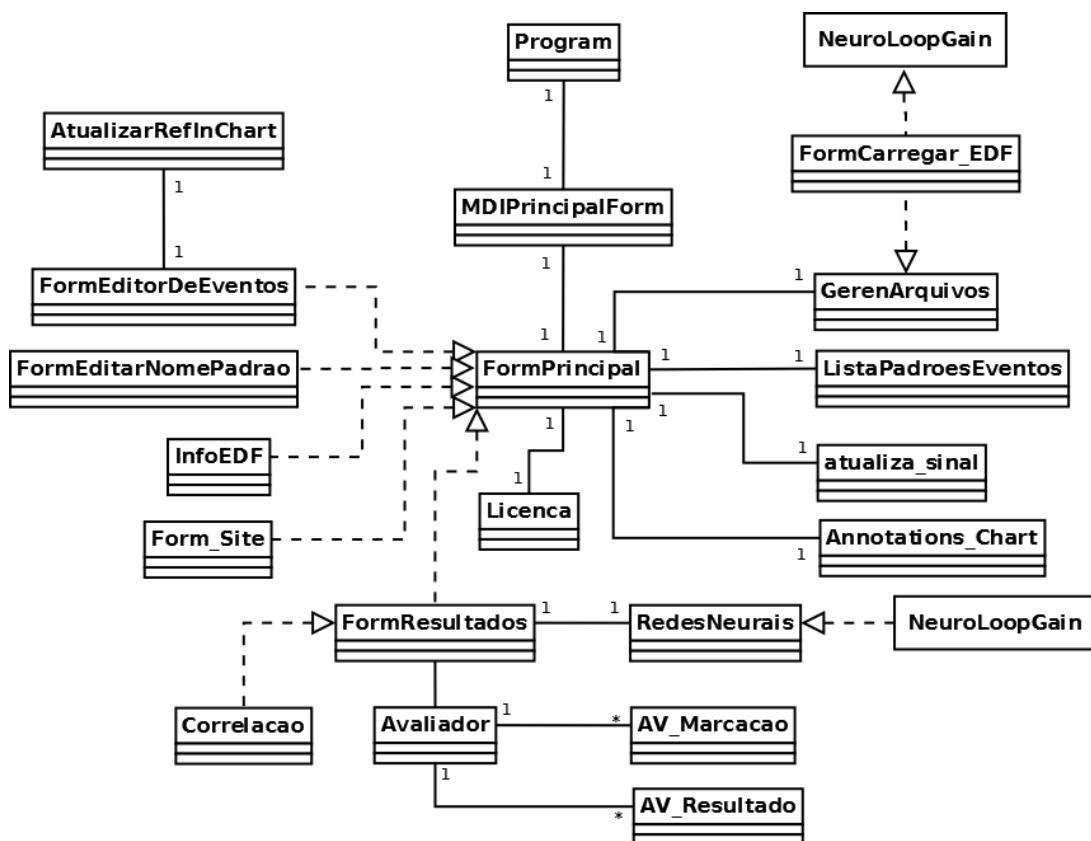 Program
1
NeuroLoopGain
AtualizarRefInChart
1
FormCarregar_EDF
1
MDIPrincipalForm
1
1
FormEditorDeEventos
1
GerenArquivos
1
1
FormEditarNomePadrao
FormPrincipal
1
1
ListaPadroesEventos
1
1
1
InfoEDF
1
atualiza_sinal
1
Licenca
Form_Site
Annotations_Chart
1
FormResultados
1
1
RedesNeurais
NeuroLoopGain
Correlacao
Avaliador
1
*
AV_Marcacao
1
AV_Resultado
*